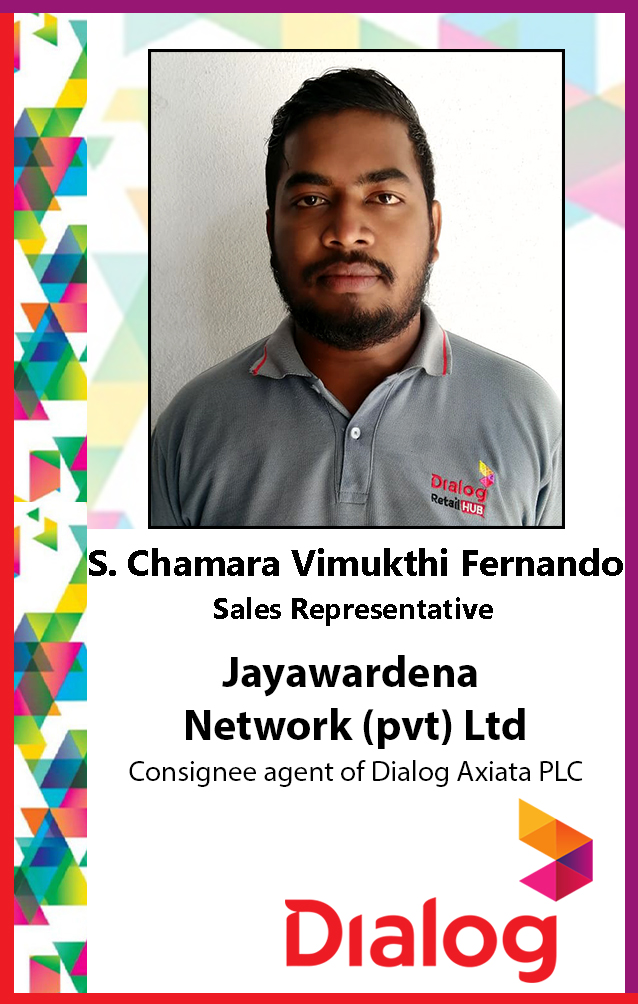 Dialog
Retail HUB
S. Chamara Vimukthi Fernando
Sales Representative
Jayawardena
Network (pvt) Ltd
Consignee agent of Dialog Axiata PLC
Dialog